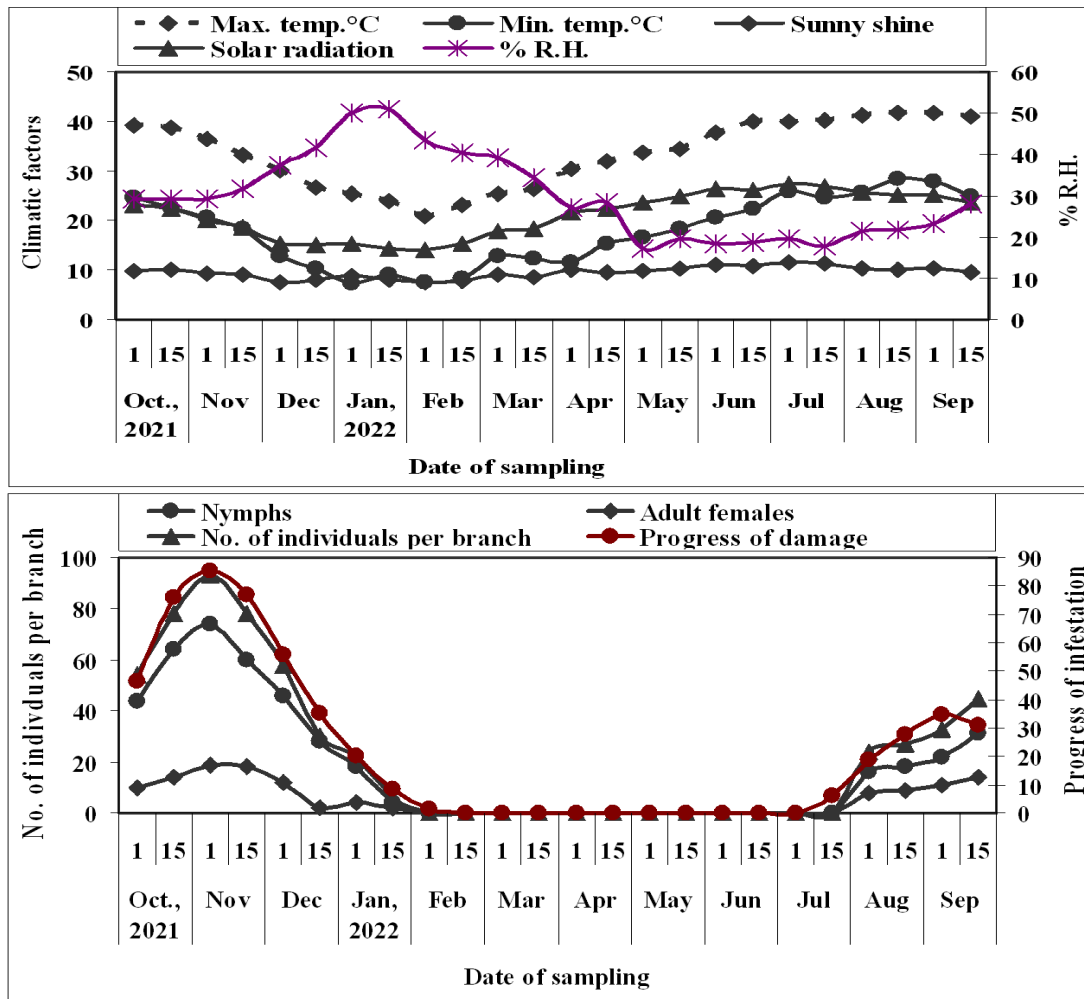 Max. temp.°C Min. temp.°C Sunny shine
Solar radiation % R.H.
Climatic factors
50
40
30
20
10
0
60
50
40
30
20
10
0
% R.H.
1 15 1 15 1 15 1 15 1 15 1 15 1 15 1 15 1 15 1 15 1 15 1 15
Oct., 2021 Nov Dec Jan, 2022 Feb Mar Apr May Jun Jul Aug Sep
Date of sampling
Nymphs Adult females
No. of individuals per branch Progress of damage
No. of indivduals per branch
100
80
60
40
20
0
90
80
70
60
50
40
30
20
10
0
Progress of infestation
1 15 1 15 1 15 1 15 1 15 1 15 1 15 1 15 1 15 1 15 1 15 1 15
Oct., 2021 Nov Dec Jan, 2022 Feb Mar Apr May Jun Jul Aug Sep
Date of sampling